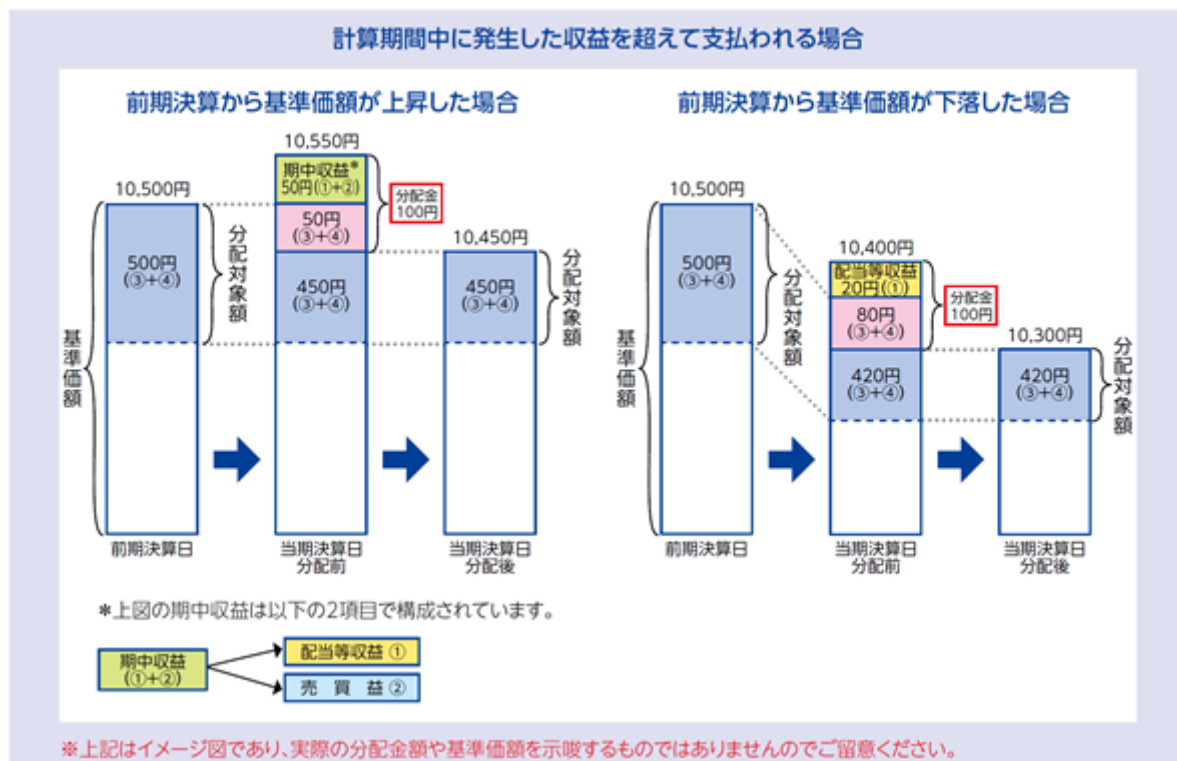 計算期間中に発生した収益を超えて支払われる場合
前期決算から基準価額が上昇した場合
10,500円
500円
(③+④)
分配対象額
基準価額
前期決算日
10,550円
期中収益*
50円(①+②)
50円
(③+④)
450円
(③+④)
分配金
100円
当期決算日
分配前
10,450円
450円
(③+④)
分配対象額
当期決算日
分配後
前期決算から基準価額が下落した場合
10,500円
500円
(③+④)
分配対象額
基準価額
前期決算日
10,400円
配当等収益
20円(①)
80円
(③+④)
420円
(③+④)
分配金
100円
当期決算日
分配前
10,300円
420円
(③+④)
分配対象額
当期決算日
分配後
*上図の期中収益は以下の2項目で構成されています。
期中収益
(①+②)
配当等収益 ①
売 買 益 ②
※上記はイメージ図であり、実際の分配金額や基準価額を示唆するものではありませんのでご留意ください。